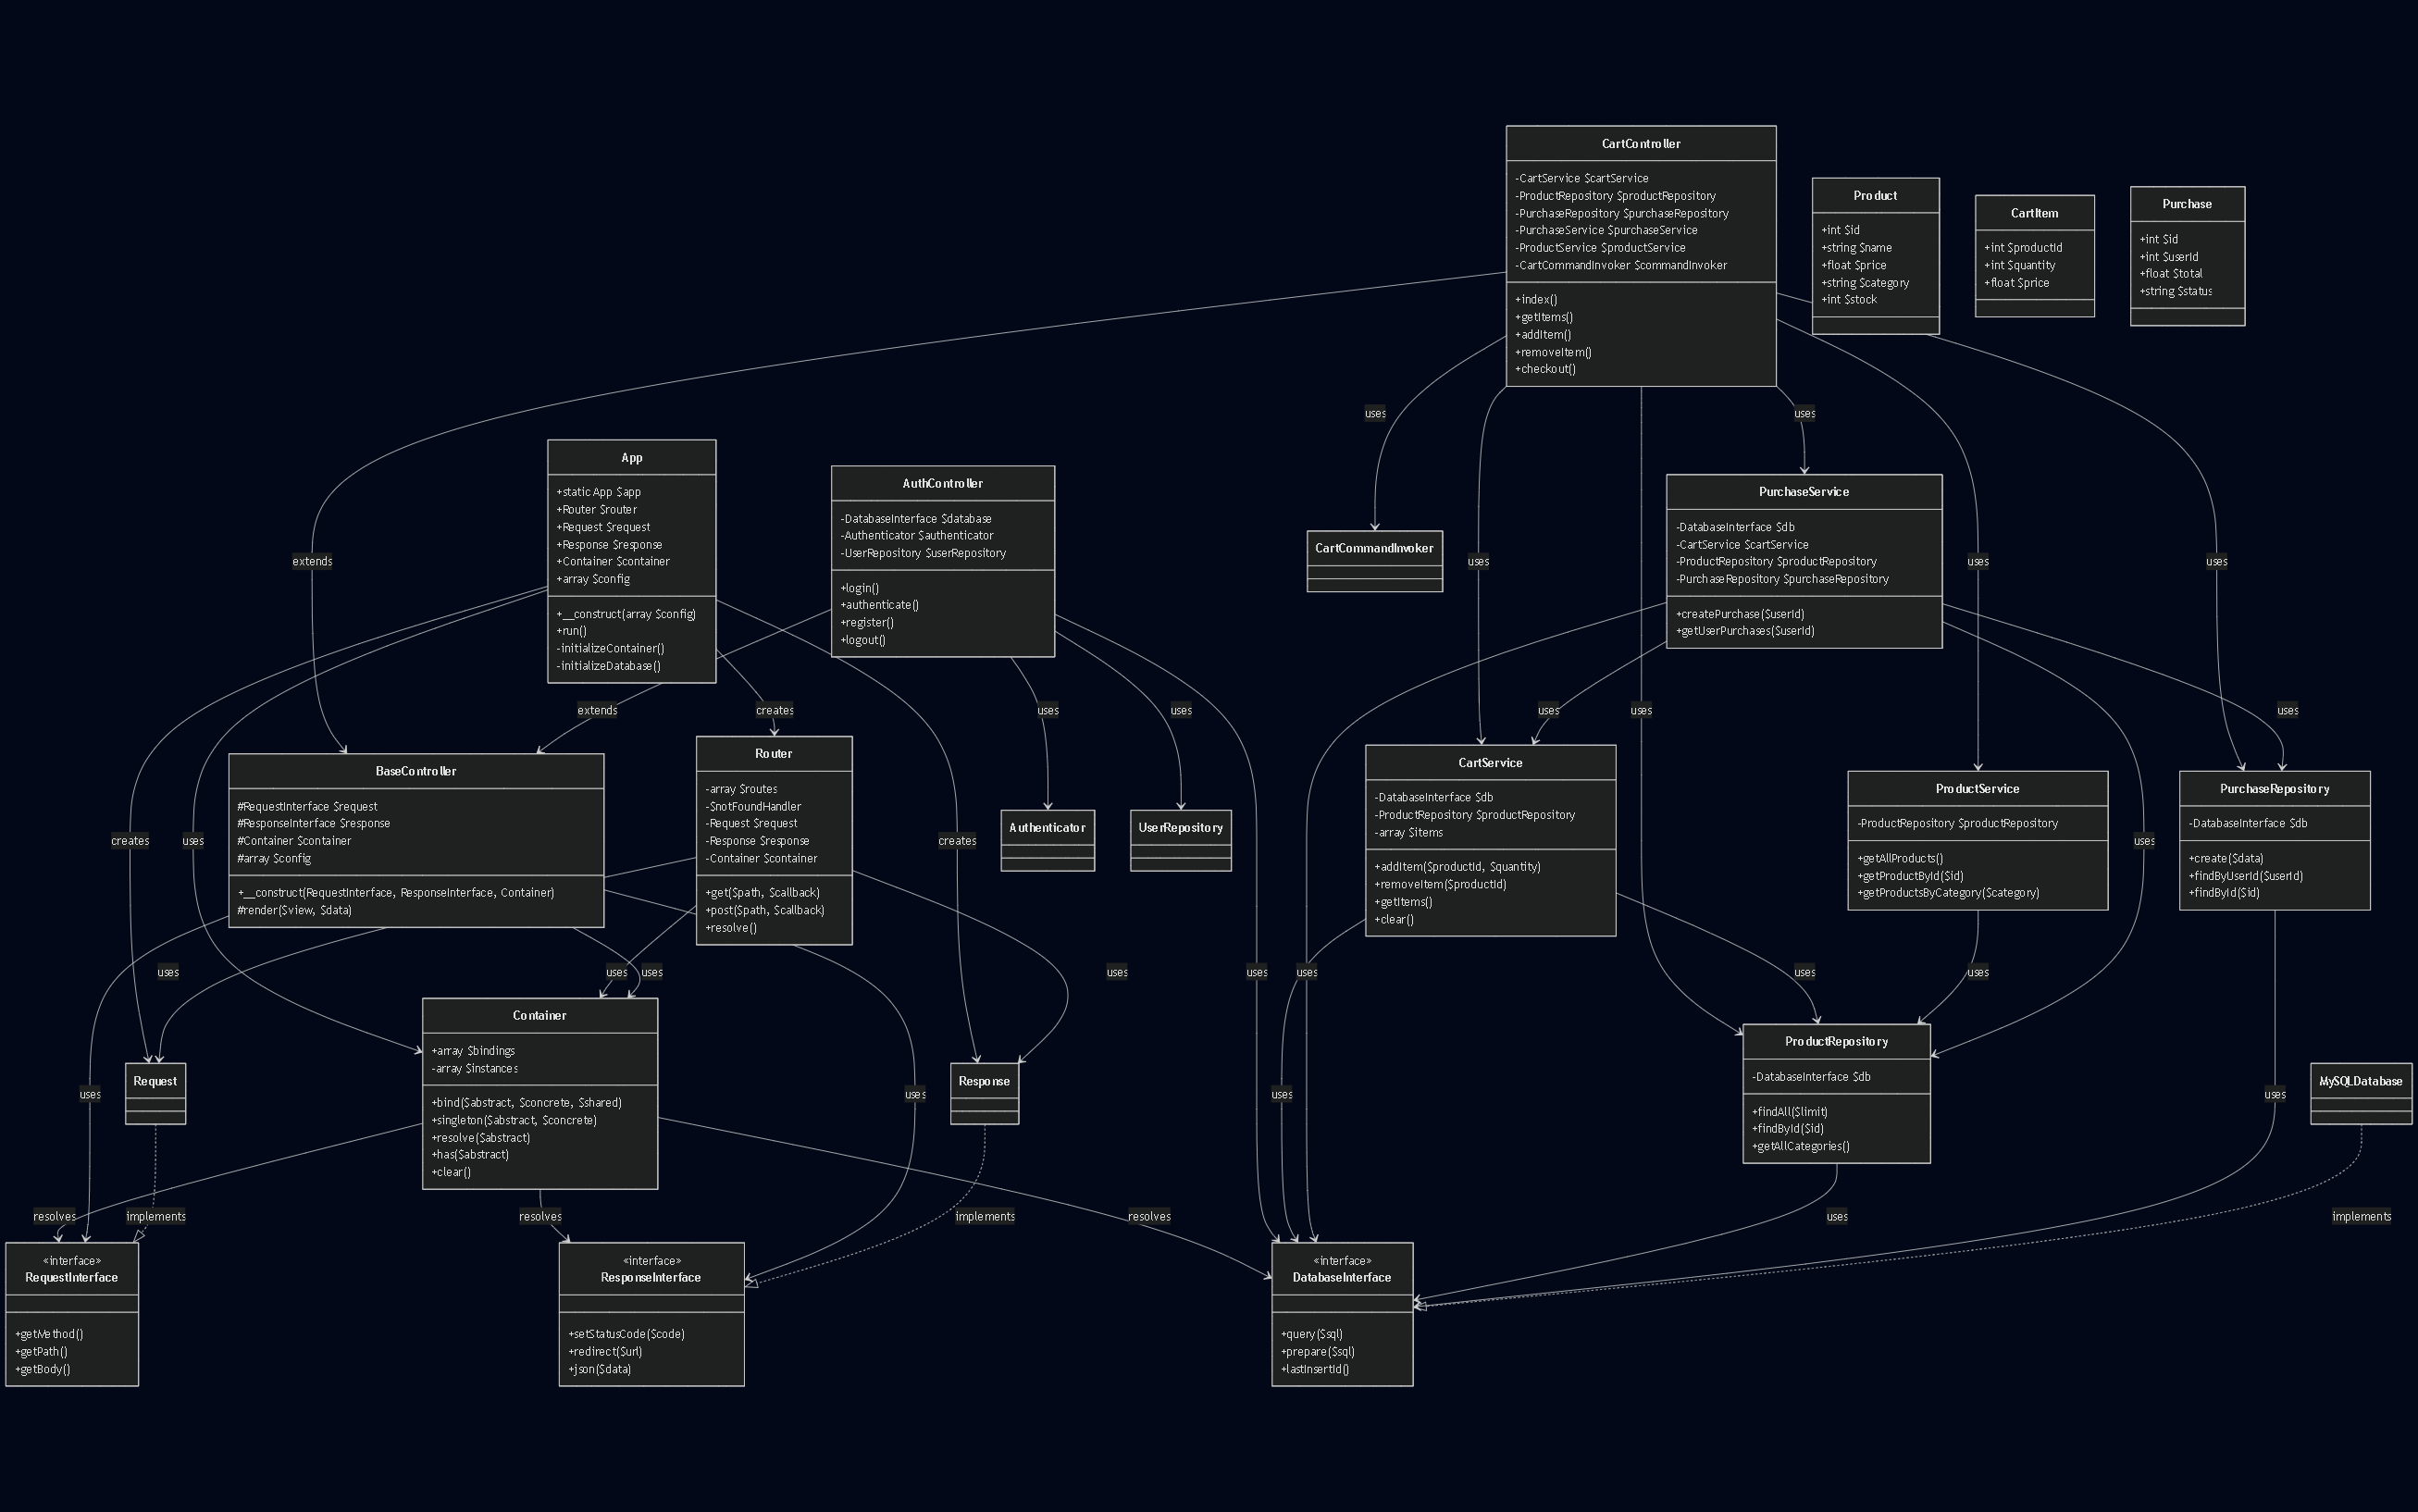 CartController
-CartService $cartService
-ProductRepository $productRepository
-PurchaseRepository $purchaseRepository
-PurchaseService $purchaseService
-ProductService $productService
-CartCommandInvoker $commandInvoker
+index()
+getItems()
+addItem()
+removeItem()
+checkout()
Product
+int $id
+string $name
+float $price
+string $category
+int $stock
CartItem
+int $productId
+int $quantity
+float $price
Purchase
+int $id
+int $userId
+float $total
+string $status
uses
uses
App
+static App $app
+Router $router
+Request $request
+Response $response
+Container $container
+array $config
+__construct(array $config)
+run()
-initializeContainer()
-initializeDatabase()
AuthController
-DatabaseInterface $database
-Authenticator $authenticator
-UserRepository $userRepository
+login()
+authenticate()
+register()
+logout()
CartCommandInvoker
PurchaseService
-DatabaseInterface $db
-CartService $cartService
-ProductRepository $productRepository
-PurchaseRepository $purchaseRepository
+createPurchase($userId)
+getUserPurchases($userId)
extends
uses
uses
uses
extends
creates
uses
uses
uses
uses
uses
BaseController
#RequestInterface $request
#ResponseInterface $response
#Container $container
#array $config
+__construct(RequestInterface, ResponseInterface, Container)
#render($view, $data)
Router
-array $routes
-$notFoundHandler
-Request $request
-Response $response
-Container $container
+get($path, $callback)
+post($path, $callback)
+resolve()
Authenticator
UserRepository
CartService
-DatabaseInterface $db
-ProductRepository $productRepository
-array $items
+addItem($productId, $quantity)
+removeItem($productId)
+getItems()
+clear()
ProductService
-ProductRepository $productRepository
+getAllProducts()
+getProductById($id)
+getProductsByCategory($category)
PurchaseRepository
-DatabaseInterface $db
+create($data)
+findByUserId($userId)
+findById($id)
creates
uses
creates
uses
uses
uses
uses
uses
uses
uses
uses
uses
Request
Container
+array $bindings
-array $instances
+bind($abstract, $concrete, $shared)
+singleton($abstract, $concrete)
+resolve($abstract)
+has($abstract)
+clear()
Response
ProductRepository
-DatabaseInterface $db
+findAll($limit)
+findById($id)
+getAllCategories()
MySQLDatabase
uses
uses
uses
uses
resolves
implements
resolves
implements
resolves
uses
implements
«interface»
RequestInterface
+getMethod()
+getPath()
+getBody()
«interface»
ResponseInterface
+setStatusCode($code)
+redirect($url)
+json($data)
«interface»
DatabaseInterface
+query($sql)
+prepare($sql)
+lastInsertId()